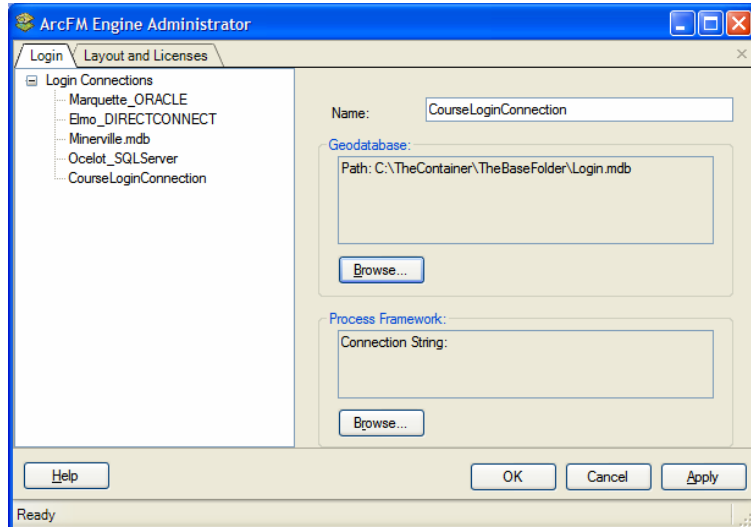 ArcFM Engine Administrator
Login
Layout and Licenses
Login Connections
Marquette_ORACLE
Elmo_DIRECTCONNECT
Minerville.mdb
Ocelot_SQLServer
CourseLoginConnection
Name:
CourseLoginConnection
Geodatabase:
Path: C:\TheContainer\TheBaseFolder\Login.mdb
Browse...
Process Framework:
Connection String:
Browse...
Help
OK
Cancel
Apply
Ready